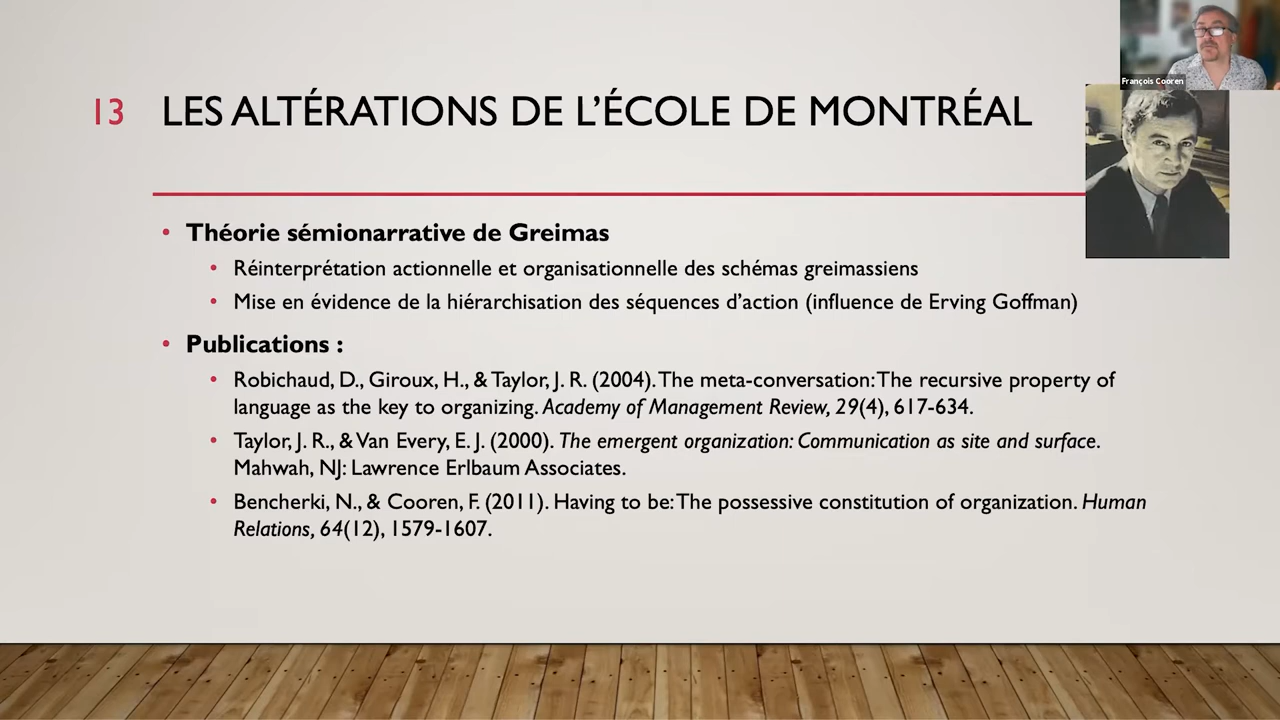 François Cooren
13 LES ALTÉRATIONS DE L'ÉCOLE DE MONTRÉAL
• Théorie sémionarrative de Greimas
• Réinterprétation actionnelle et organisationnelle des schémas greimassiens
• Mise en évidence de la hiérarchisation des séquences d'action (influence de Erving Goffman)
• Publications :
• Robichaud, D., Giroux, H., & Taylor, J. R. (2004). The meta-conversation: The recursive property of
language as the key to organizing. Academy of Management Review, 29(4), 617-634.
• Taylor, J. R., & Van Every, E. J. (2000). The emergent organization: Communication as site and surface.
Mahwah, NJ: Lawrence Erlbaum Associates.
• Bencherki, N., & Cooren, F. (2011). Having to be: The possessive constitution of organization. Human
Relations, 64(12), 1579-1607.